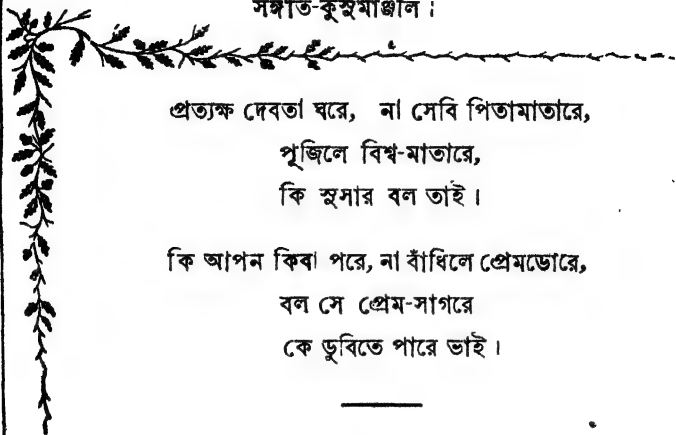 সঙ্গীত-কুসুমাঞ্জলি।
প্রত্যক্ষ দেবতা ঘরে, না সেবি পিতামাতারে,
পূজিলে বিশ্ব-মাতারে,
কি সুসার বল তাই।
কি আপন কিবা পরে, না বাঁধিলে প্রেমডোরে,
বল সে প্রেম-সাগরে
কে ডুবিতে পারে ভাই।